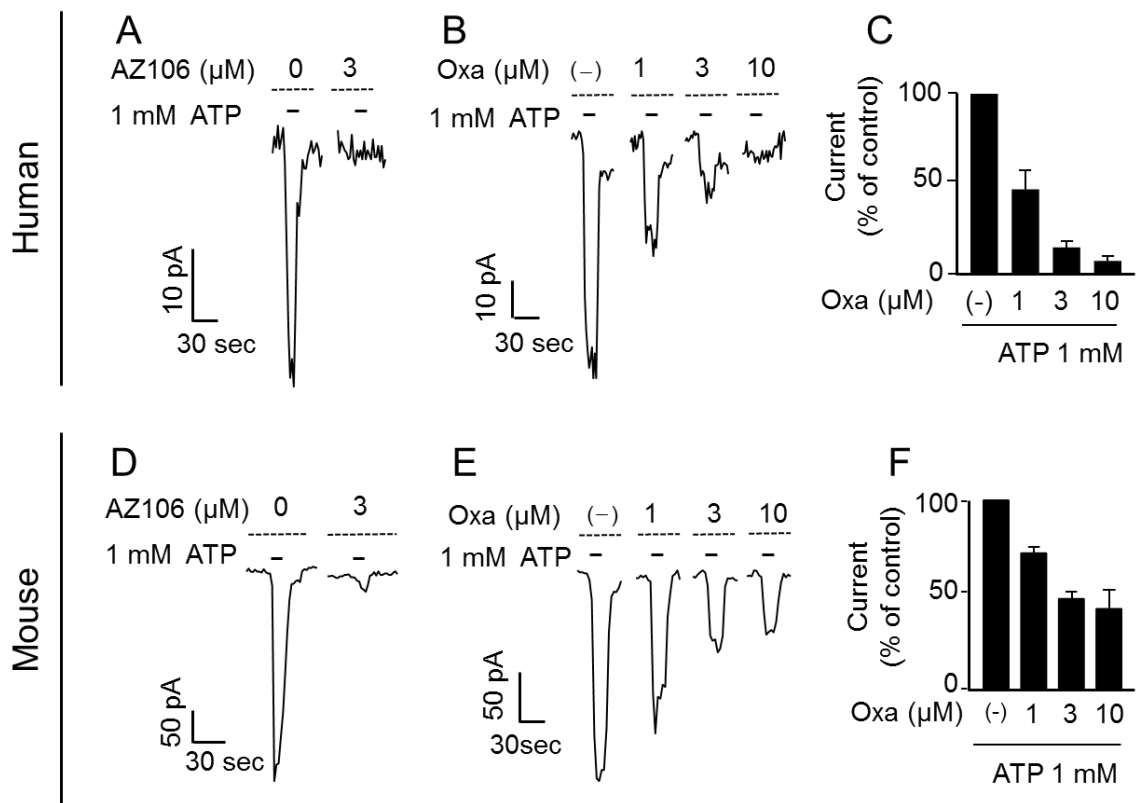 Human
A
AZ106 (μM) 0 3
1 mM ATP
10 pA
30 sec
B
Oxa (μM) (−) 1 3 10
1 mM ATP
10 pA
30 sec
C
Current
(% of control)
100
50
0
Oxa (μM) (-) 1 3 10
ATP 1 mM
Mouse
D
AZ106 (μM) 0 3
1 mM ATP
50 pA
30 sec
E
Oxa (μM) (−) 1 3 10
1 mM ATP
50 pA
30sec
F
Current
(% of control)
100
50
0
Oxa (μM) (-) 1 3 10
ATP 1 mM